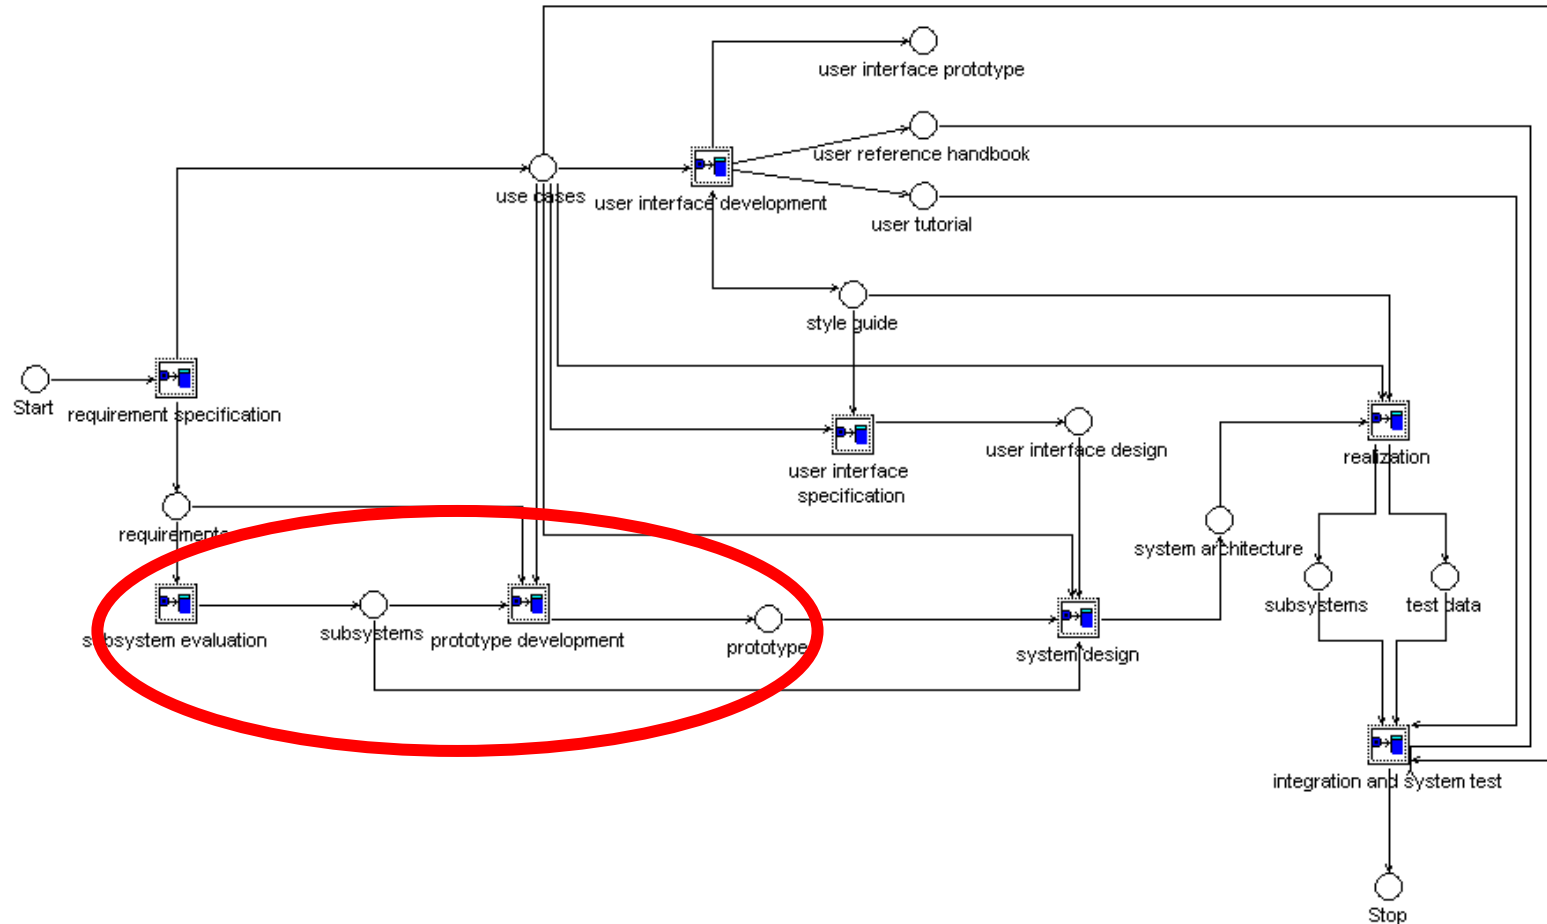 user interface prototype
user reference handbook
use cases
user interface development
user tutorial
style guide
Start
requirement specification
user interface design
realization
user interface
specification
requirements
system architecture
subsystems
test data
subsystem evaluation
subsystems
prototype development
prototype
system design
integration and system test
Stop